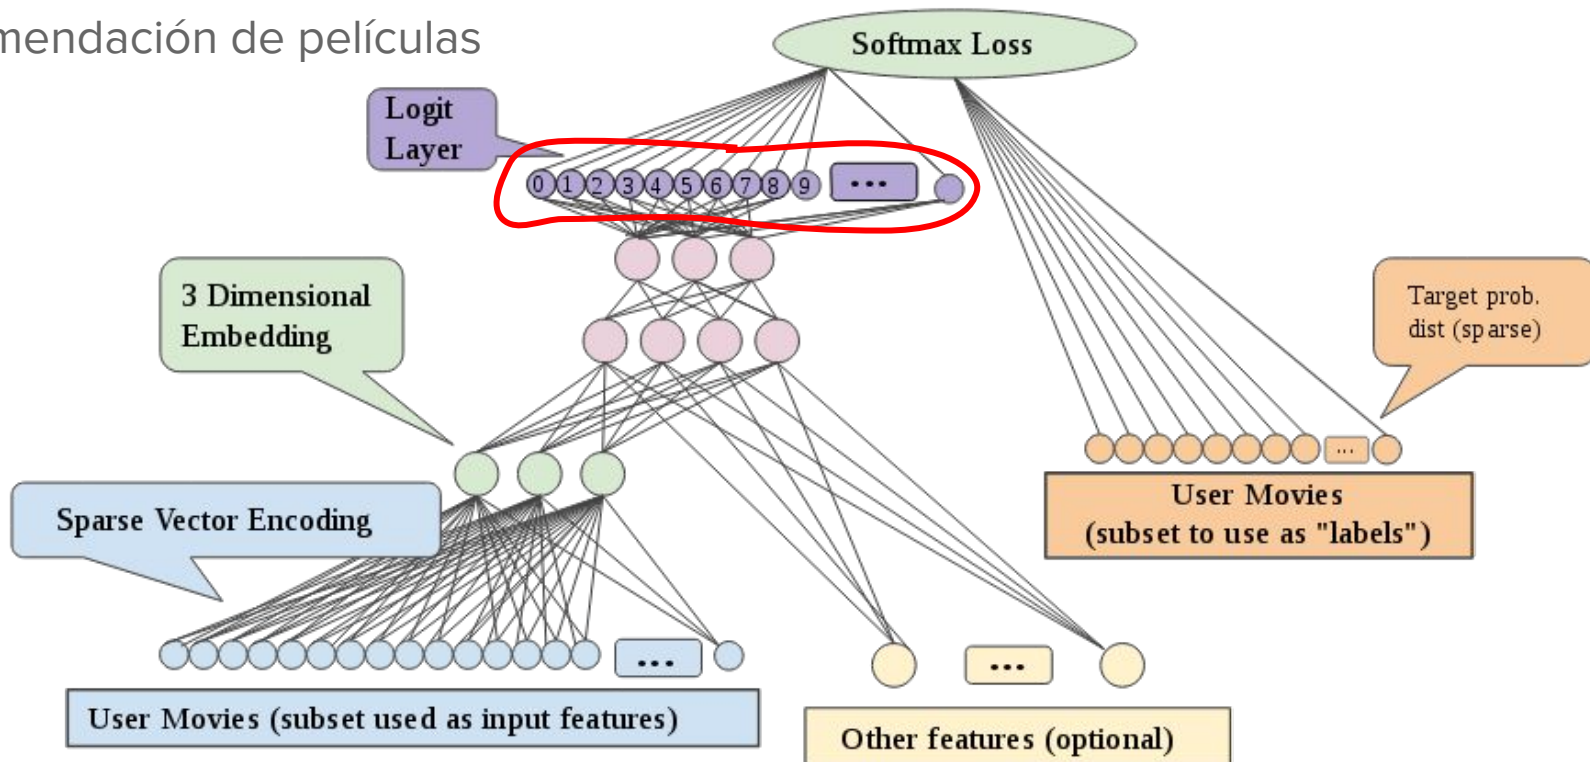 mendación de películas
Softmax Loss
Logit
Layer
0 1 2 3 4 5 6 7 8 9 ...
3 Dimensional
Embedding
Target prob.
dist (sparse)
...
User Movies
(subset to use as "labels")
Sparse Vector Encoding
...
...
User Movies (subset used as input features)
Other features (optional)